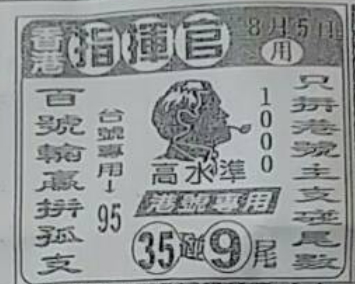 香港 指揮官 8月5日
用
只拼港號主支碰尾數
1000
高水準
港號專用
35碰9尾
台號專用↓
95
百號輸贏拼孤支